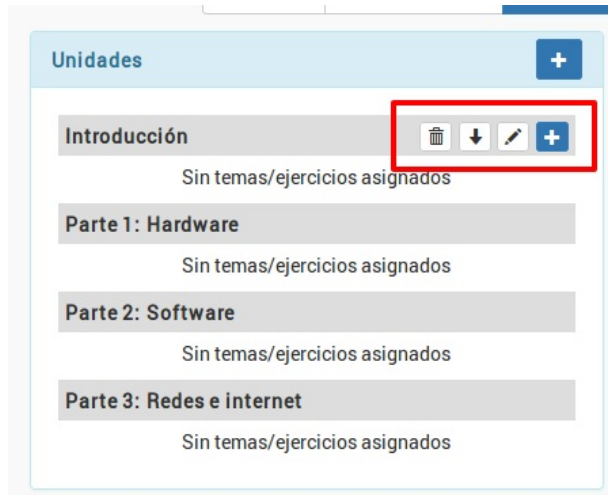 Unidades
Introducción
Sin temas/ejercicios asignados
Parte 1: Hardware
Sin temas/ejercicios asignados
Parte 2: Software
Sin temas/ejercicios asignados
Parte 3: Redes e internet
Sin temas/ejercicios asignados